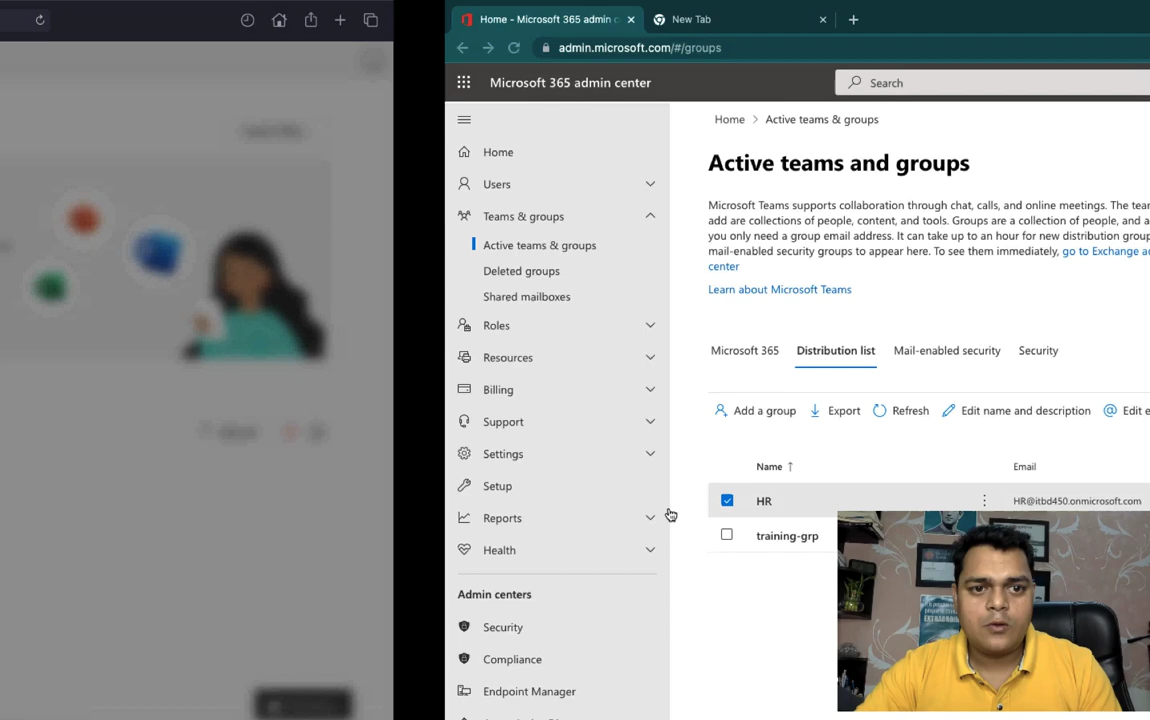 Home - Microsoft 365 admin c
New Tab
admin.microsoft.com/#/groups
Microsoft 365 admin center
Search
Home
Active teams & groups
Home
Users
Teams & groups
Active teams & groups
Deleted groups
Shared mailboxes
Roles
Resources
Billing
Support
Settings
Setup
Reports
Health
Admin centers
Security
Compliance
Endpoint Manager
Active teams and groups
Microsoft Teams supports collaboration through chat, calls, and online meetings. The tear
add are collections of people, content, and tools. Groups are a collection of people, and a
you only need a group email address. It can take up to an hour for new distribution group
mail-enabled security groups to appear here. To see them immediately, go to Exchange ad
center
Learn about Microsoft Teams
Microsoft 365
Distribution list
Mail-enabled security
Security
Add a group
Export
Refresh
Edit name and description
Edit e
Name ↑
Email
HR
HR@itbd450.onmicrosoft.com
training-grp